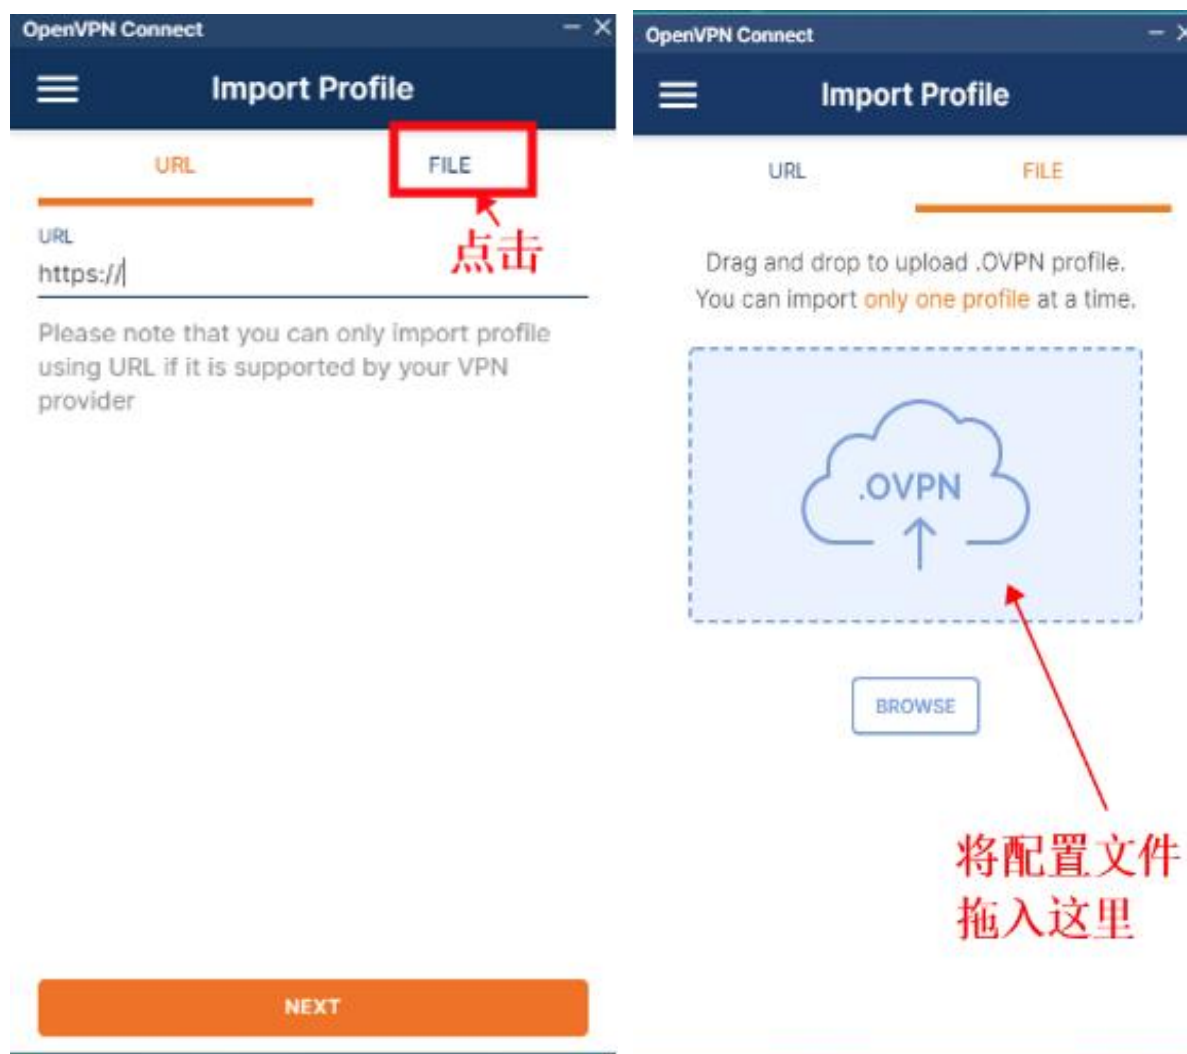 OpenVPN Connect
Import Profile
URL
FILE
点击
URL
https://
Please note that you can only import profile
using URL if it is supported by your VPN
provider
NEXT
OpenVPN Connect
Import Profile
URL
FILE
Drag and drop to upload .OVPN profile.
You can import only one profile at a time.
.OVPN
BROWSE
将配置文件
拖入这里